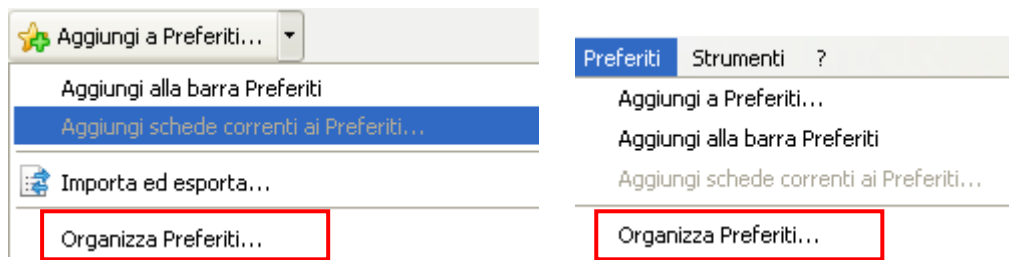 Aggiungi a Preferiti...
Aggiungi alla barra Preferiti
Aggiungi schede correnti ai Preferiti...
Importa ed esporta...
Organizza Preferiti...
Preferiti Strumenti ?
Aggiungi a Preferiti...
Aggiungi alla barra Preferiti
Aggiungi schede correnti ai Preferiti...
Organizza Preferiti...